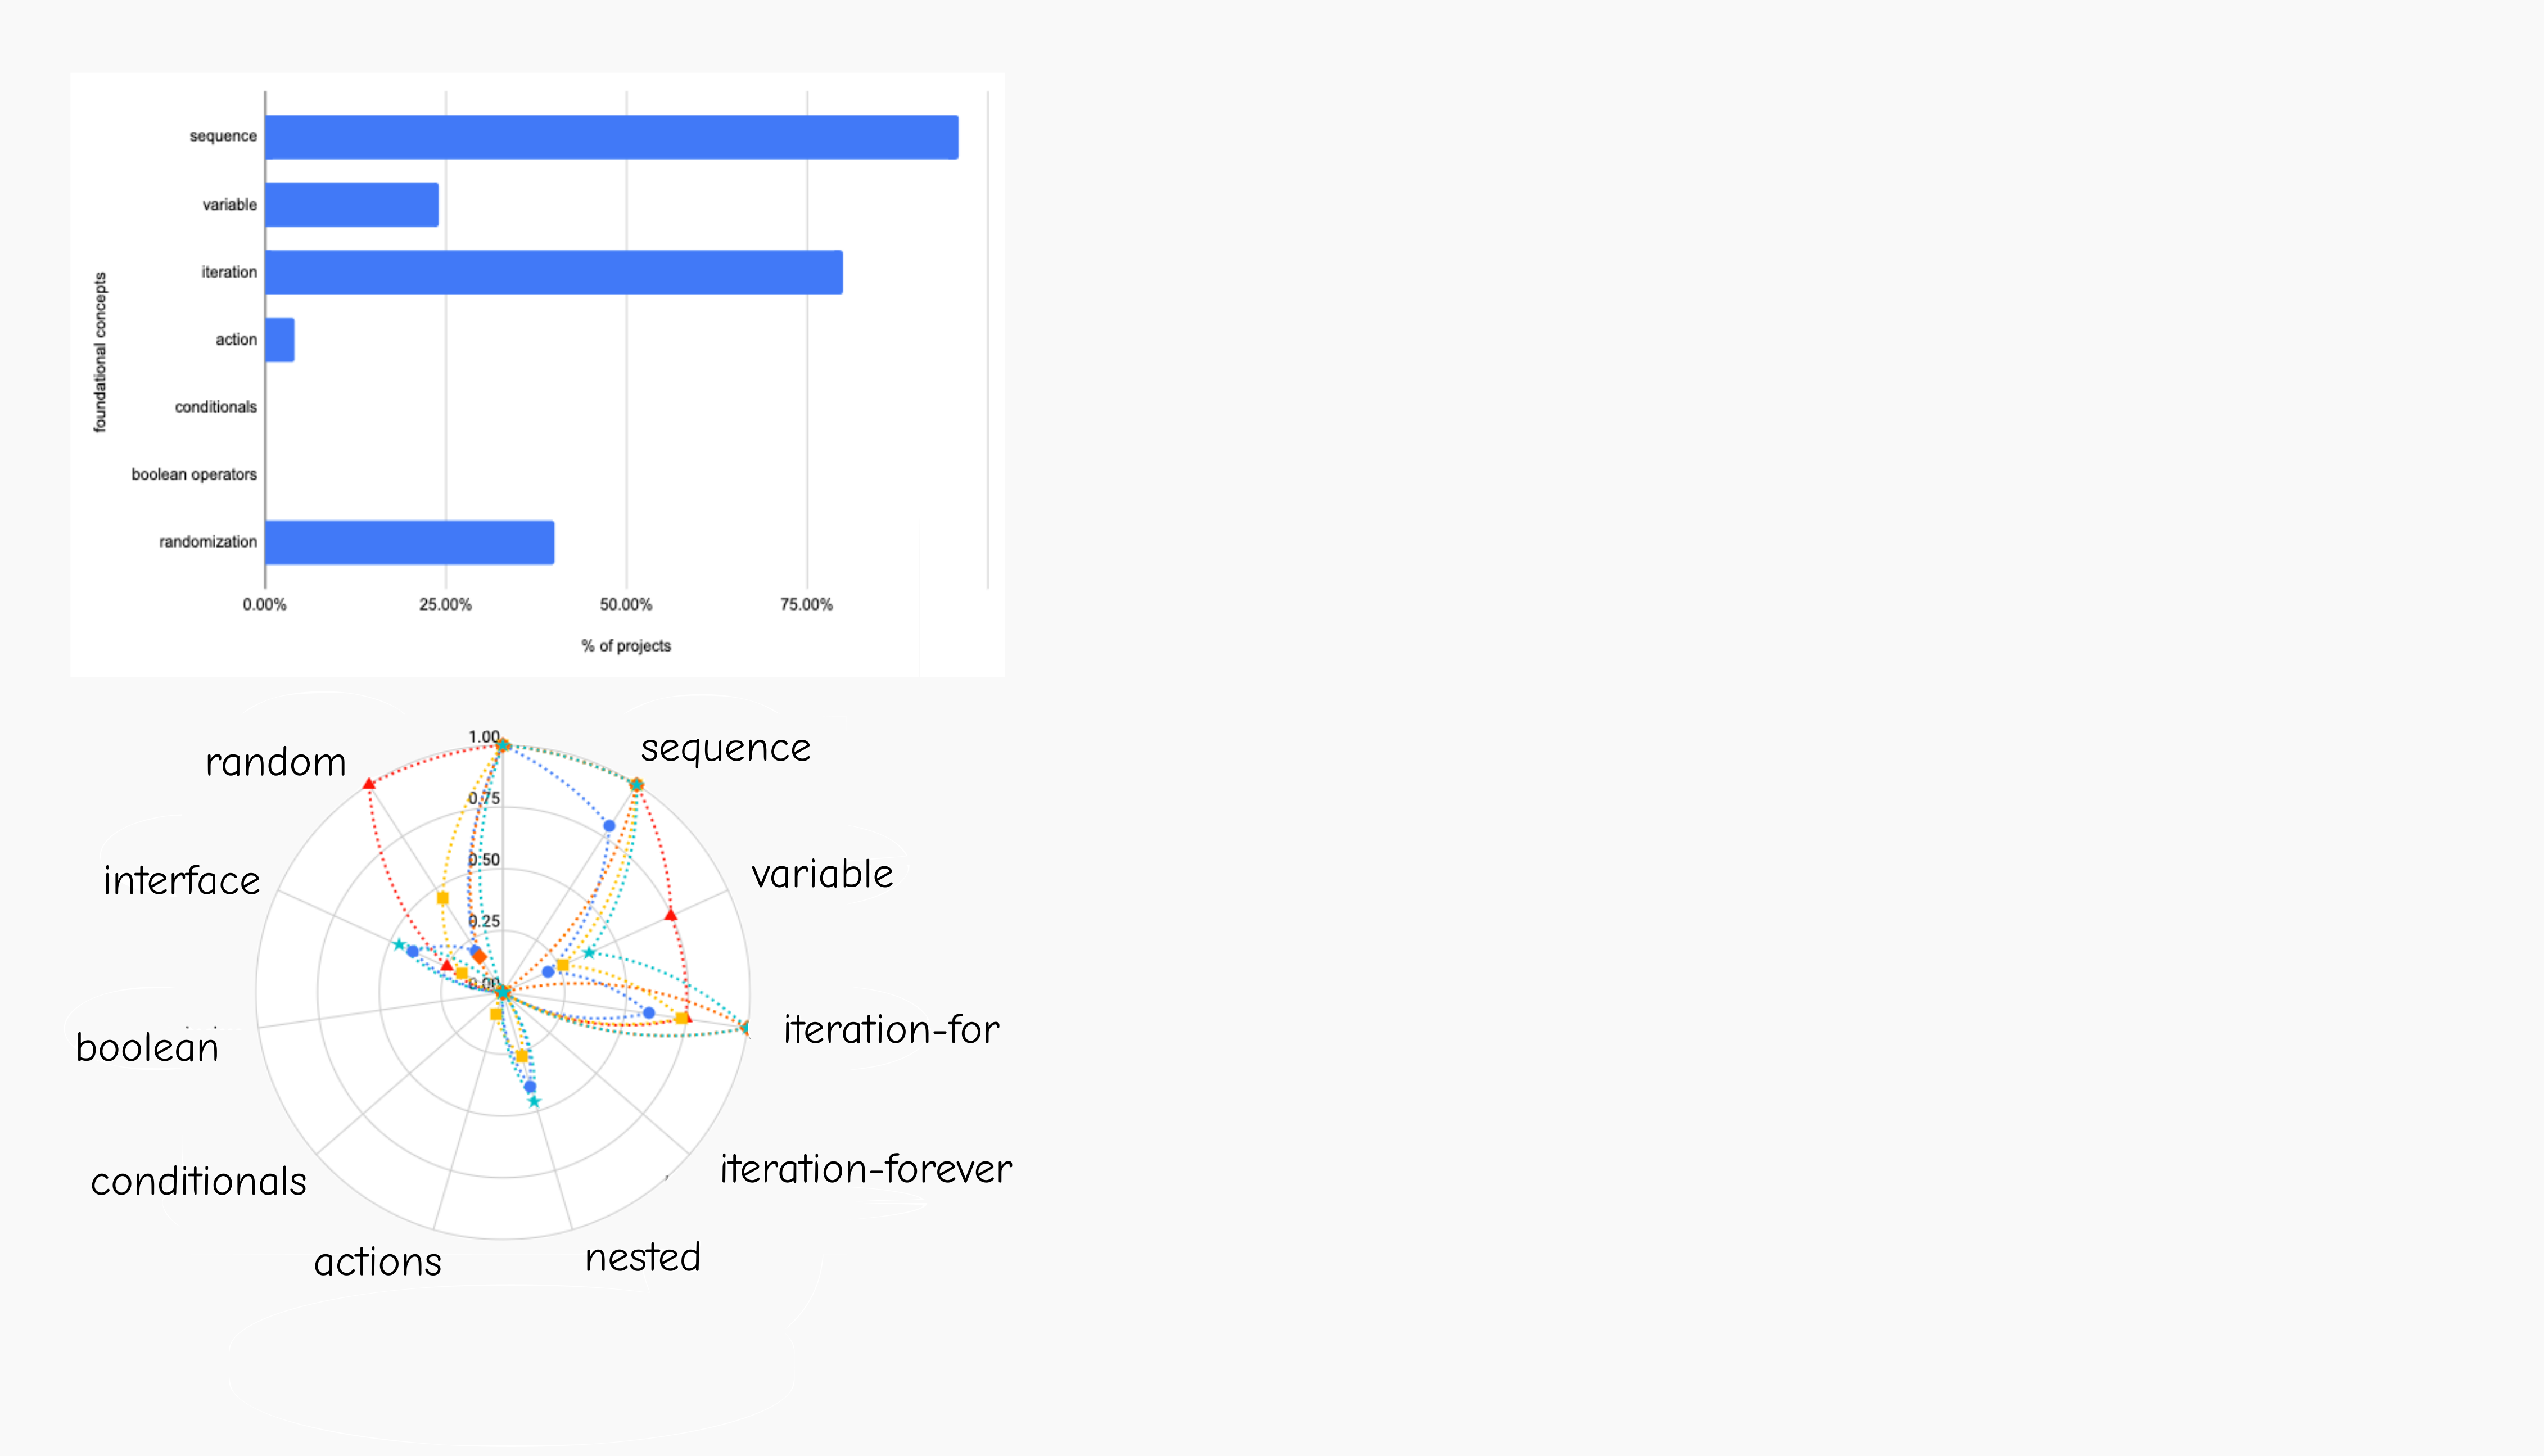 sequence
variable
iteration
action
conditionals
boolean operators
randomization
foundational concepts
0.00% 25.00% 50.00% 75.00%
% of projects
1.00
0.75
0.50
0.25
0.00
random
sequence
interface
variable
boolean
iteration-for
conditionals
iteration-forever
actions
nested